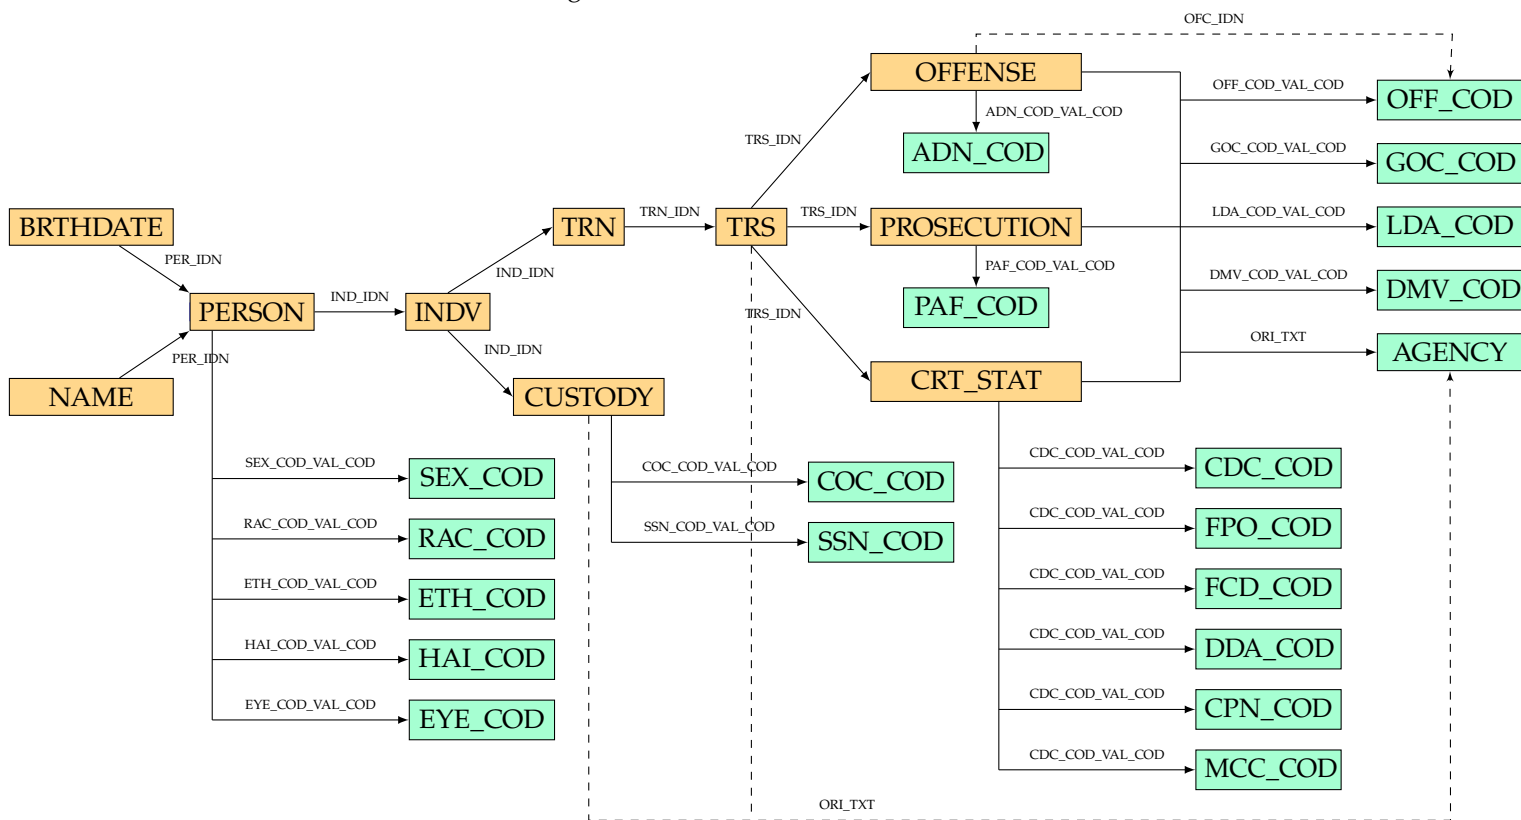 OFC_IDN
OFFENSE
OFF_COD_VAL_COD
OFF_COD
ADN_COD_VAL_COD
TRS_IDN
ADN_COD
GOC_COD_VAL_COD
GOC_COD
BRTHDATE
TRN
TRN_IDN
TRS
TRS_IDN
PROSECUTION
LDA_COD_VAL_COD
LDA_COD
PER_IDN
IND_IDN
PAF_COD_VAL_COD
DMV_COD_VAL_COD
DMV_COD
PERSON
IND_IDN
INDV
TRS_IDN
PAF_COD
ORI_TXT
AGENCY
PER_IDN
IND_IDN
NAME
CUSTODY
CRT_STAT
SEX_COD_VAL_COD
SEX_COD
COC_COD_VAL_COD
COC_COD
CDC_COD_VAL_COD
CDC_COD
RAC_COD_VAL_COD
RAC_COD
SSN_COD_VAL_COD
SSN_COD
CDC_COD_VAL_COD
FPO_COD
ETH_COD_VAL_COD
ETH_COD
CDC_COD_VAL_COD
FCD_COD
HAI_COD_VAL_COD
HAI_COD
CDC_COD_VAL_COD
DDA_COD
EYE_COD_VAL_COD
EYE_COD
CDC_COD_VAL_COD
CPN_COD
CDC_COD_VAL_COD
MCC_COD
ORI_TXT